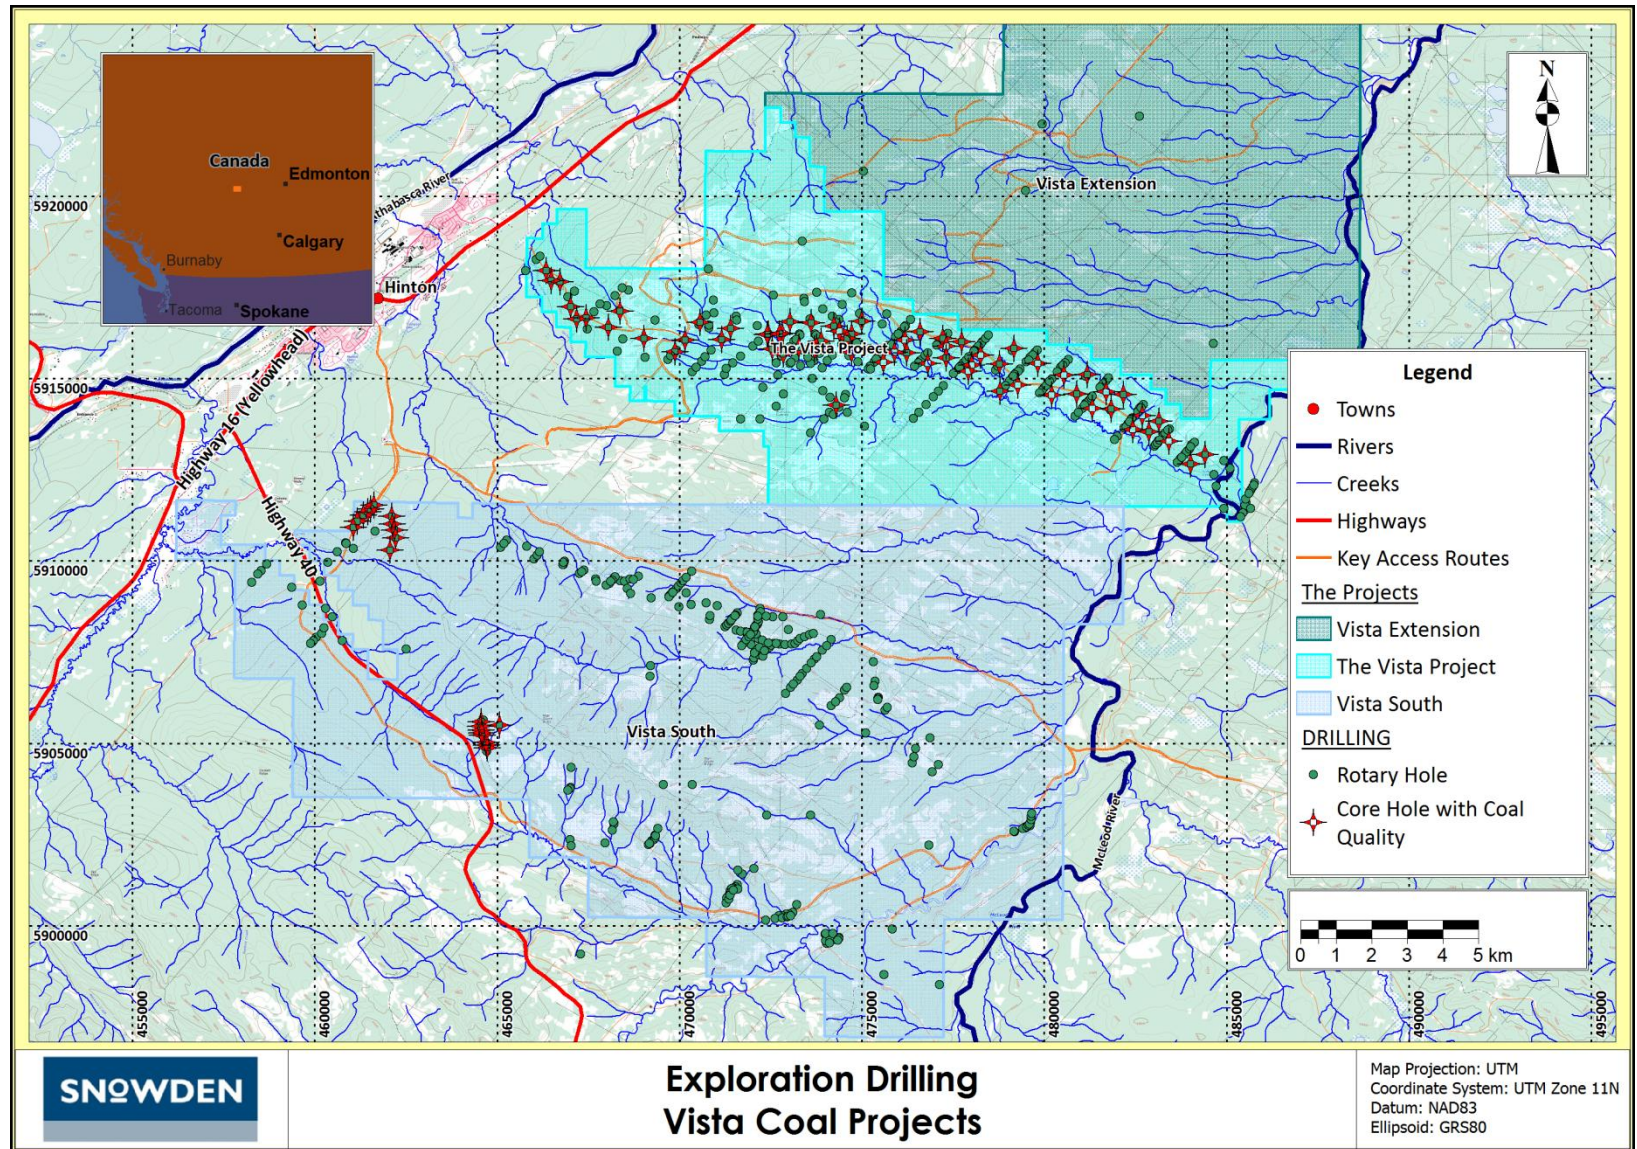 Canada
Edmonton
Calgary
Burnaby
Tacoma
Spokane
N
5920000
5915000
5910000
5905000
5900000
thabasca River
Hinton
Highway 16 (Yellowhead)
Highway 40
Vista Extension
The Vista Project
Vista South
McLeod River
455000
460000
465000
470000
475000
480000
485000
490000
495000
Legend
Towns
Rivers
Creeks
Highways
Key Access Routes
The Projects
Vista Extension
The Vista Project
Vista South
DRILLING
Rotary Hole
Core Hole with Coal
Quality
0 1 2 3 4 5 km
SNOWDEN
Exploration Drilling
Vista Coal Projects
Map Projection: UTM
Coordinate System: UTM Zone 11N
Datum: NAD83
Ellipsoid: GRS80